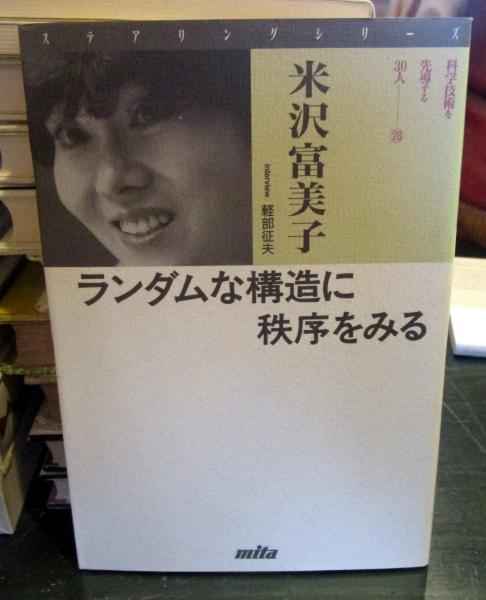 ステアリングシリーズ
科学技術を
先導する
30人——㉘
米沢富美子
interview 軽部征夫
ランダムな構造に
秩序をみる
mita